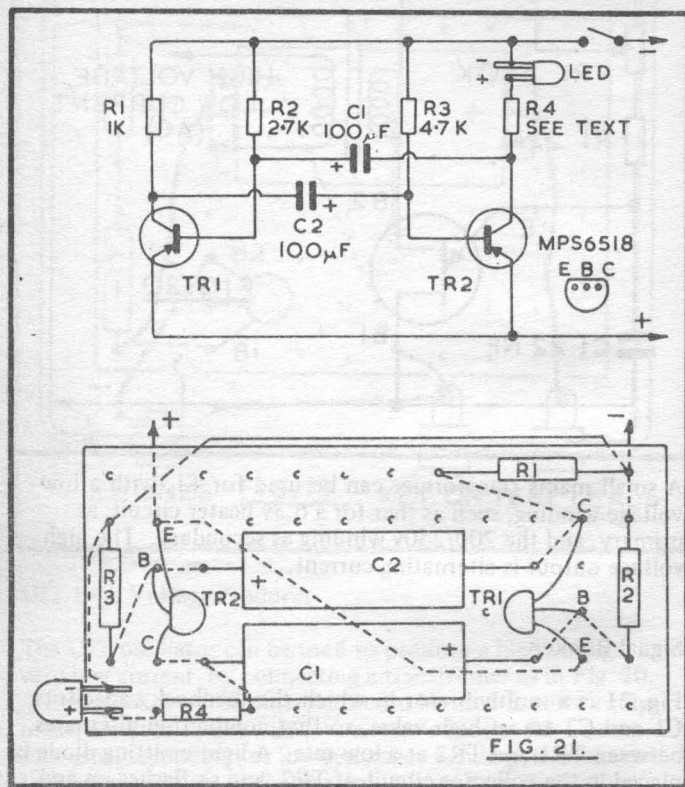 LED
R1
1K
R2
2·7K
C1
100µF
R3
4·7K
R4
SEE TEXT
C2
100µF
TR1
TR2
MPS6518
E B C
+
−
R1
E
B
C
R3
TR2
TR1
C
B
E
R2
C1
R4
FIG. 21.